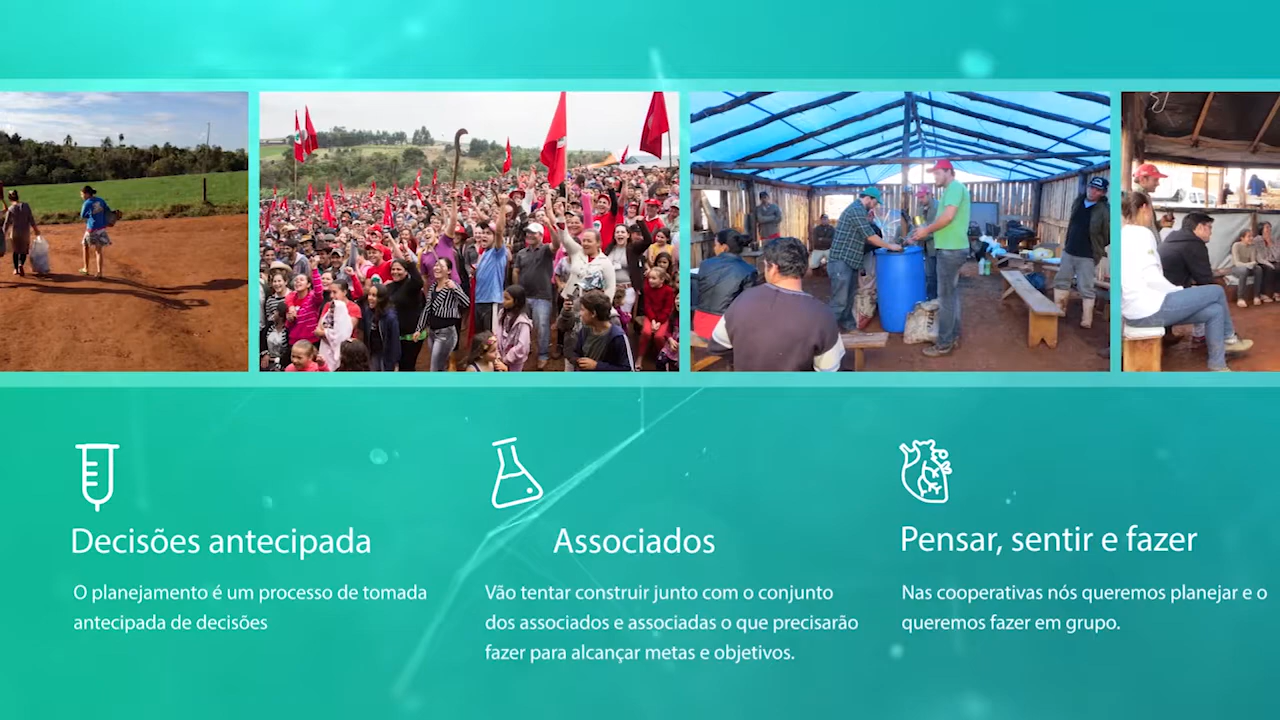 Decisões antecipada
O planejamento é um processo de tomada
antecipada de decisões
Associados
Vão tentar construir junto com o conjunto
dos associados e associadas o que precisarão
fazer para alcançar metas e objetivos.
Pensar, sentir e fazer
Nas cooperativas nós queremos planejar e o
queremos fazer em grupo.